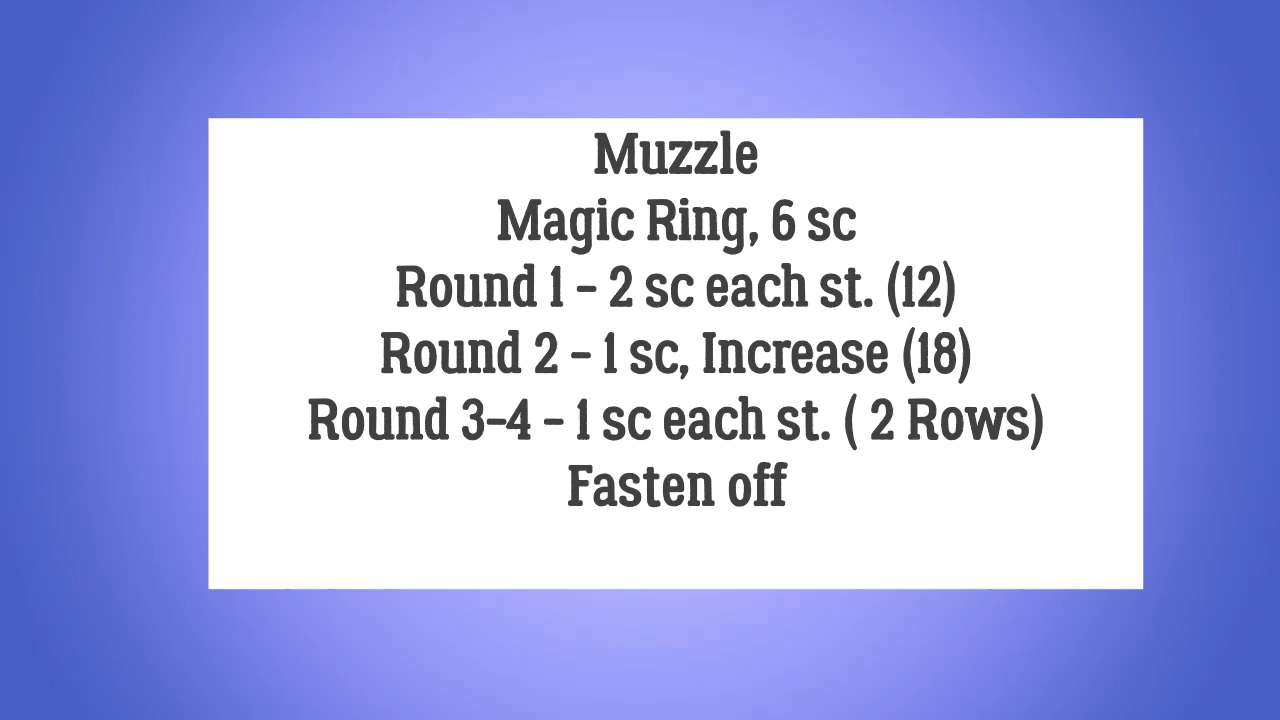 Muzzle
Magic Ring, 6 sc
Round 1 - 2 sc each st. (12)
Round 2 - 1 sc, Increase (18)
Round 3-4 - 1 sc each st. ( 2 Rows)
Fasten off